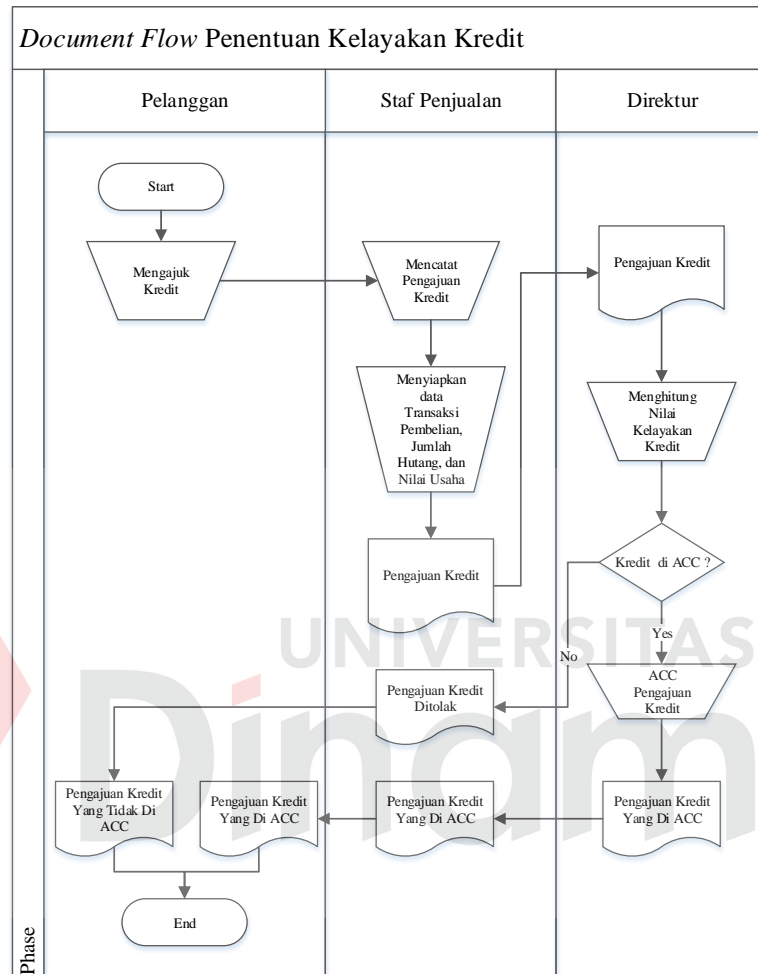 Document Flow Penentuan Kelayakan Kredit
Pelanggan
Staf Penjualan
Direktur
Start
Mengajuk
Kredit
Mencatat
Pengajuan
Kredit
Pengajuan Kredit
Menyiapkan
data
Transaksi
Pembelian,
Jumlah
Hutang, dan
Nilai Usaha
Menghitung
Nilai
Kelayakan
Kredit
Pengajuan Kredit
Kredit di ACC ?
Yes
No
ACC
Pengajuan
Kredit
Pengajuan Kredit
Ditolak
Pengajuan Kredit
Yang Tidak Di
ACC
Pengajuan Kredit
Yang Di ACC
Pengajuan Kredit
Yang Di ACC
Pengajuan Kredit
Yang Di ACC
End
Phase
UNIVERSITAS
Dinam